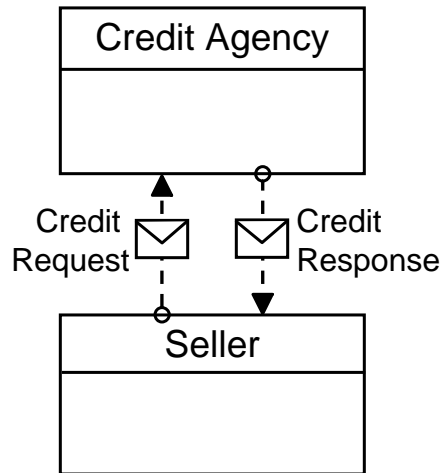 Credit Agency
Credit
Request
Credit
Response
Seller